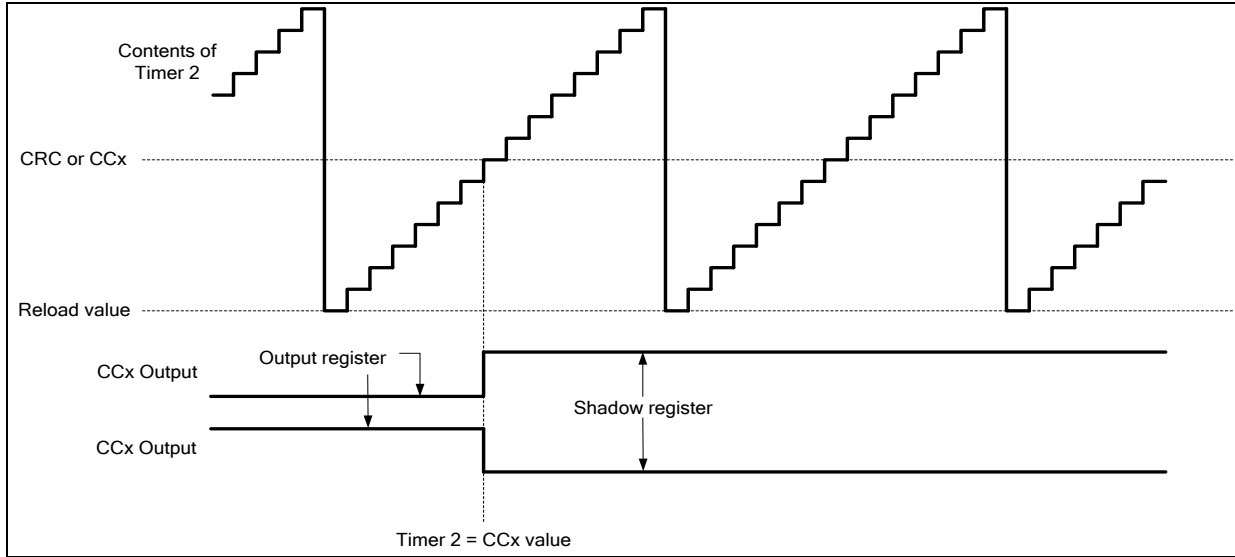 Contents of
Timer 2
CRC or CCx
Reload value
Output register
CCx Output
Shadow register
CCx Output
Timer 2 = CCx value